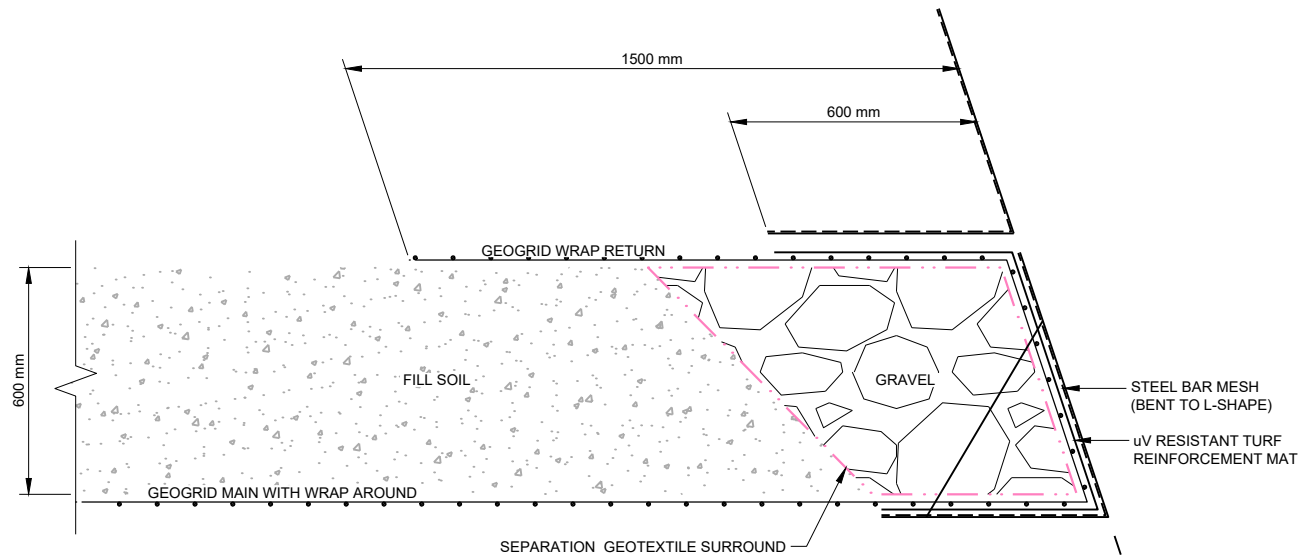 1500 mm
600 mm
GEOGRID WRAP RETURN
600 mm
FILL SOIL
GRAVEL
STEEL BAR MESH
(BENT TO L-SHAPE)
uV RESISTANT TURF
REINFORCEMENT MAT
GEOGRID MAIN WITH WRAP AROUND
SEPARATION GEOTEXTILE SURROUND